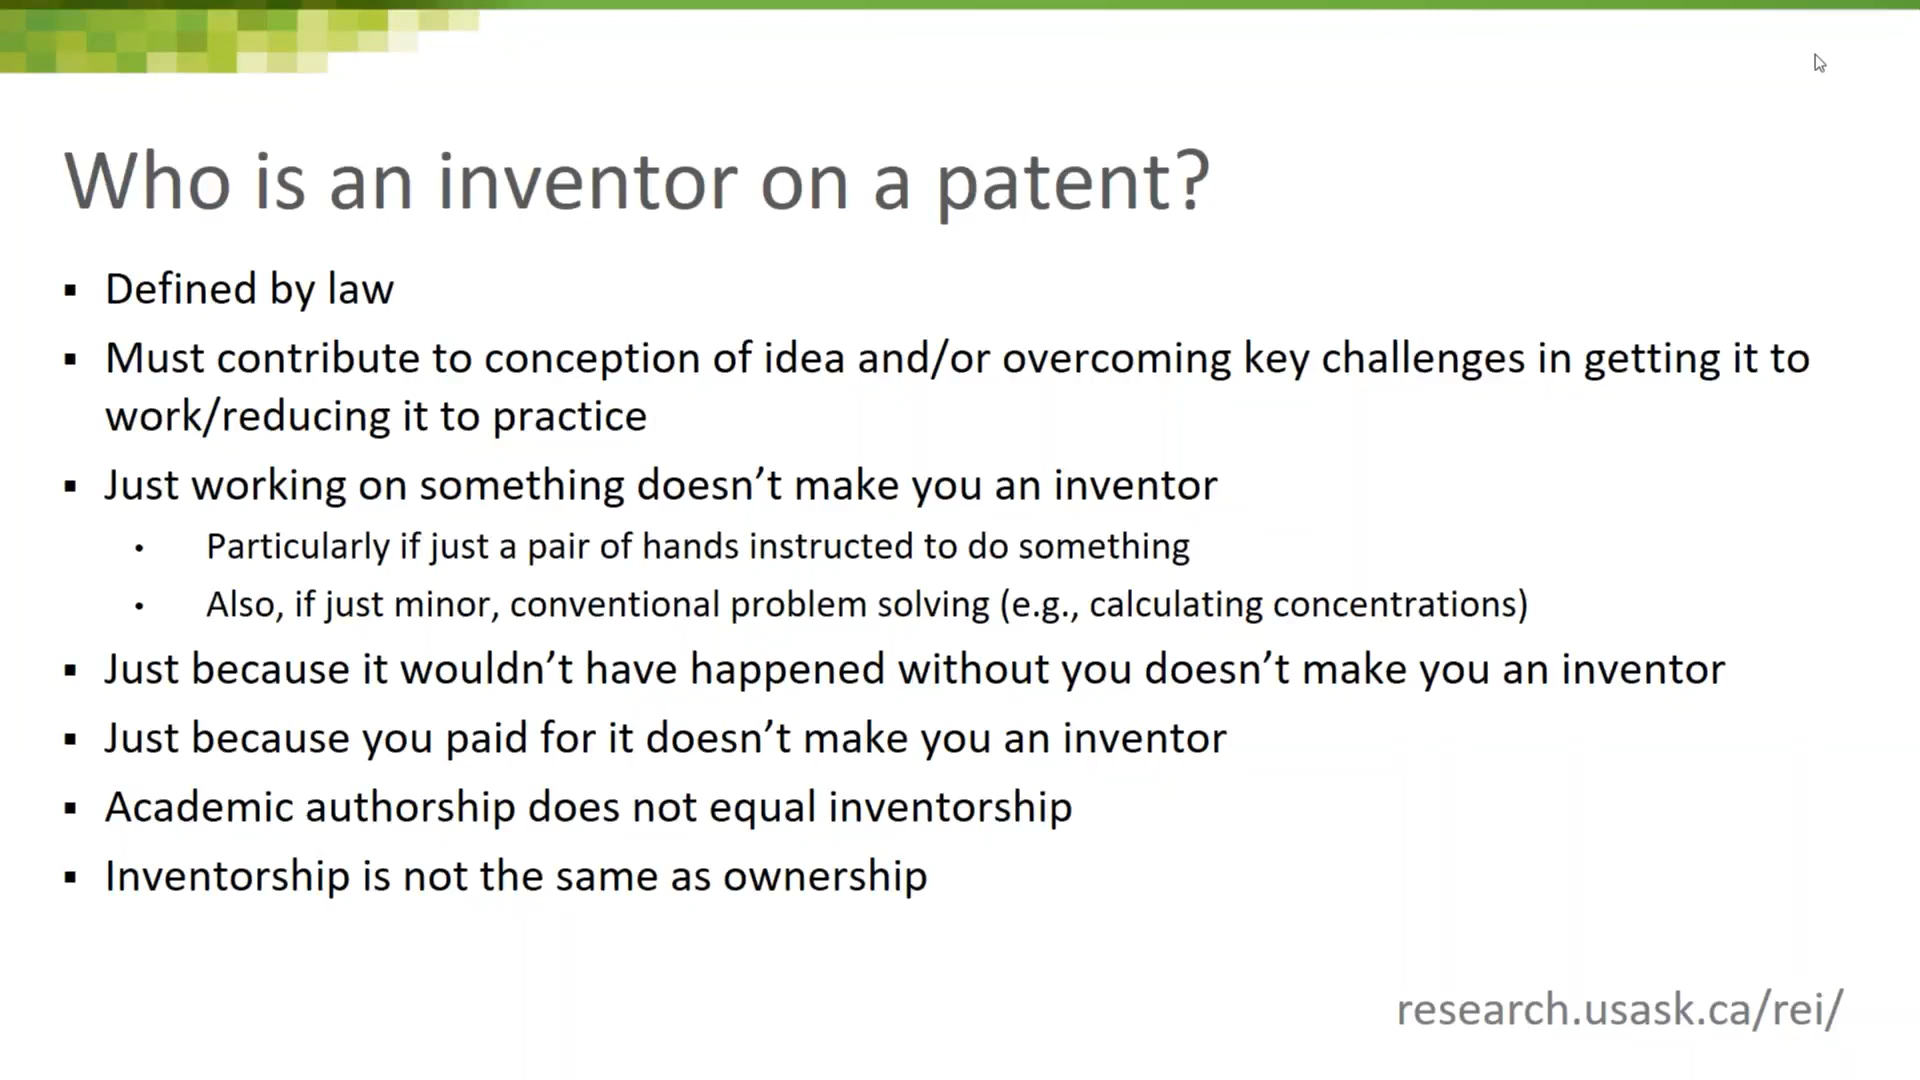 Who is an inventor on a patent?
▪ Defined by law
▪ Must contribute to conception of idea and/or overcoming key challenges in getting it to
work/reducing it to practice
▪ Just working on something doesn’t make you an inventor
• Particularly if just a pair of hands instructed to do something
• Also, if just minor, conventional problem solving (e.g., calculating concentrations)
▪ Just because it wouldn’t have happened without you doesn’t make you an inventor
▪ Just because you paid for it doesn’t make you an inventor
▪ Academic authorship does not equal inventorship
▪ Inventorship is not the same as ownership
research.usask.ca/rei/